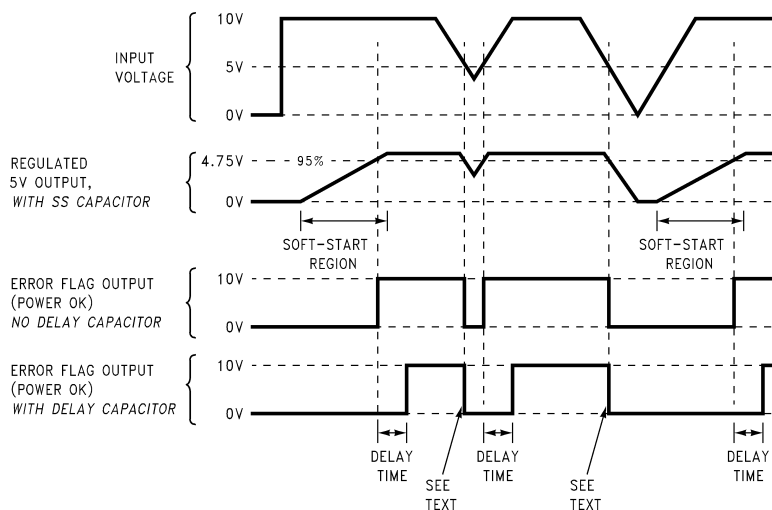 10V
INPUT
VOLTAGE
5V
0V
REGULATED
5V OUTPUT,
WITH SS CAPACITOR
4.75V
95%
0V
SOFT-START
REGION
SOFT-START
REGION
ERROR FLAG OUTPUT
(POWER OK)
NO DELAY CAPACITOR
10V
0V
ERROR FLAG OUTPUT
(POWER OK)
WITH DELAY CAPACITOR
10V
0V
DELAY
TIME
SEE
TEXT
DELAY
TIME
SEE
TEXT
DELAY
TIME